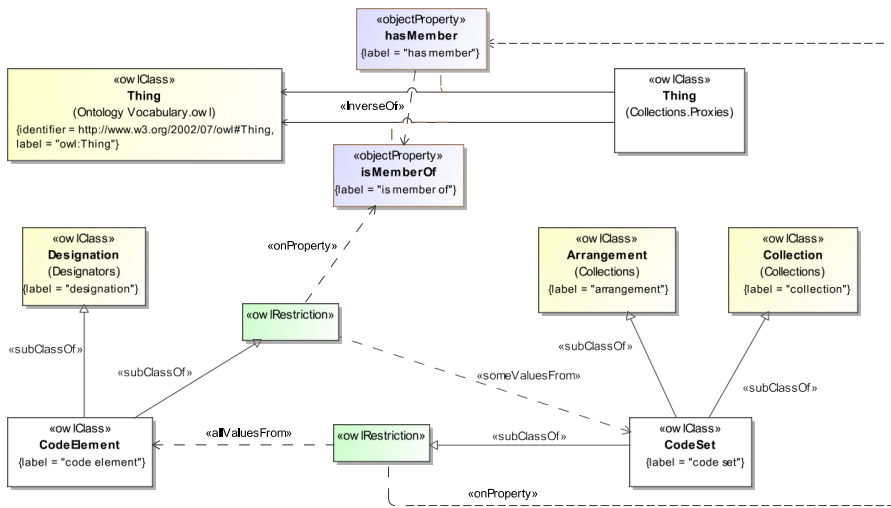 «objectProperty»
hasMember
{label = "has member"}
«owlClass»
Thing
(Ontology Vocabulary.owl)
{identifier = http://www.w3.org/2002/07/owl#Thing,
label = "owl:Thing"}
«InverseOf»
«owlClass»
Thing
(Collections.Proxies)
«objectProperty»
isMemberOf
{label = "is member of"}
«onProperty»
«owlClass»
Designation
(Designators)
{label = "designation"}
«owlClass»
Arrangement
(Collections)
{label = "arrangement"}
«owlClass»
Collection
(Collections)
{label = "collection"}
«owlRestriction»
«subClassOf»
«subClassOf»
«someValuesFrom»
«subClassOf»
«subClassOf»
«owlClass»
CodeElement
{label = "code element"}
«allValuesFrom»
«owlRestriction»
«subClassOf»
«owlClass»
CodeSet
{label = "code set"}
«onProperty»